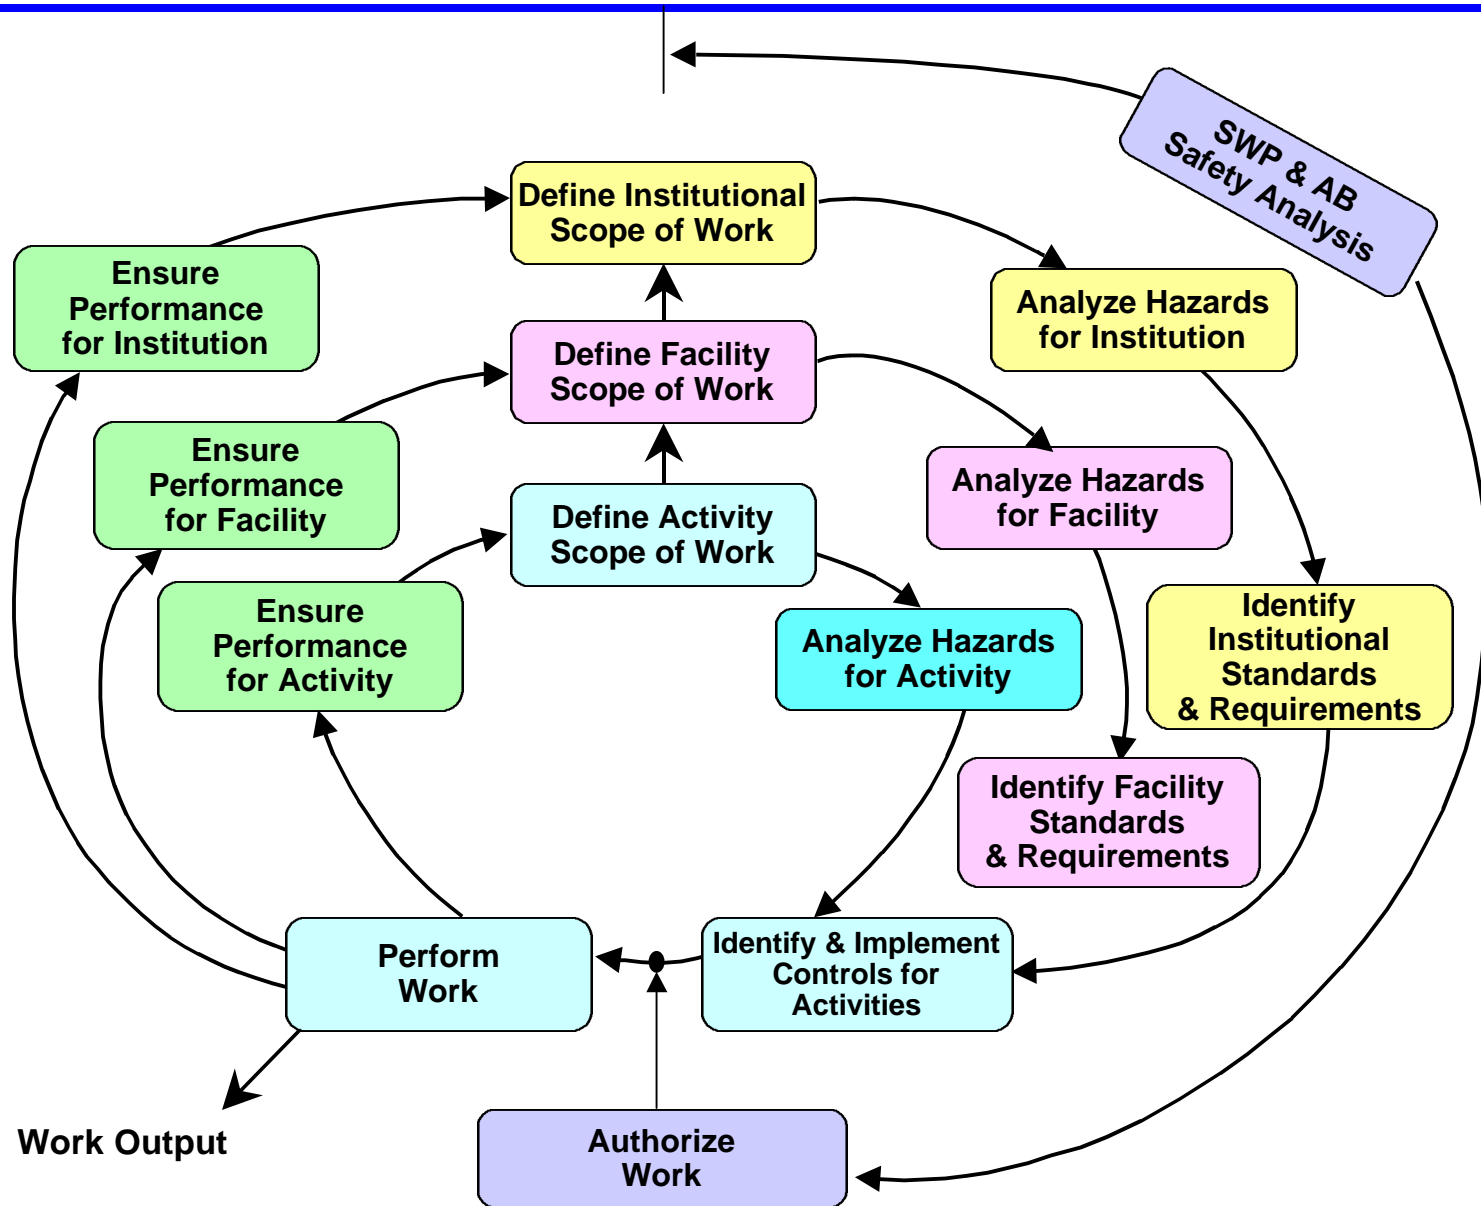 SWP & AB
Safety Analysis
Define Institutional
Scope of Work
Ensure
Performance
for Institution
Analyze Hazards
for Institution
Define Facility
Scope of Work
Ensure
Performance
for Facility
Analyze Hazards
for Facility
Define Activity
Scope of Work
Ensure
Performance
for Activity
Analyze Hazards
for Activity
Identify
Institutional
Standards
& Requirements
Identify Facility
Standards
& Requirements
Perform
Work
Identify & Implement
Controls for
Activities
Work Output
Authorize
Work